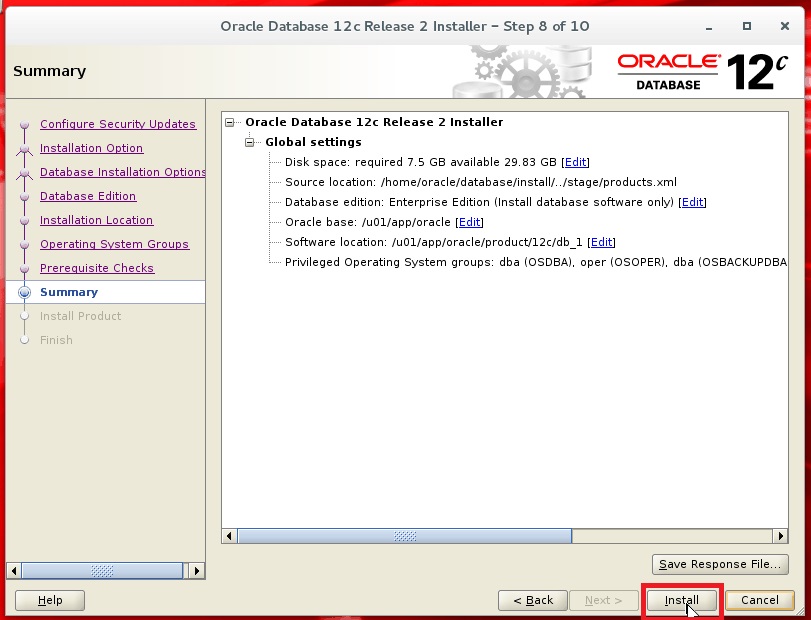 Oracle Database 12c Release 2 Installer – Step 8 of 10
Summary
ORACLE
DATABASE
12c
Configure Security Updates
Installation Option
Database Installation Options
Database Edition
Installation Location
Operating System Groups
Prerequisite Checks
Summary
Install Product
Finish
Oracle Database 12c Release 2 Installer
Global settings
Disk space: required 7.5 GB available 29.83 GB [Edit]
Source location: /home/oracle/database/install/../stage/products.xml
Database edition: Enterprise Edition (Install database software only) [Edit]
Oracle base: /u01/app/oracle [Edit]
Software location: /u01/app/oracle/product/12c/db_1 [Edit]
Privileged Operating System groups: dba (OSDBA), oper (OSOPER), dba (OSBACKUPDBA
Save Response File...
Help
< Back
Next >
Install
Cancel